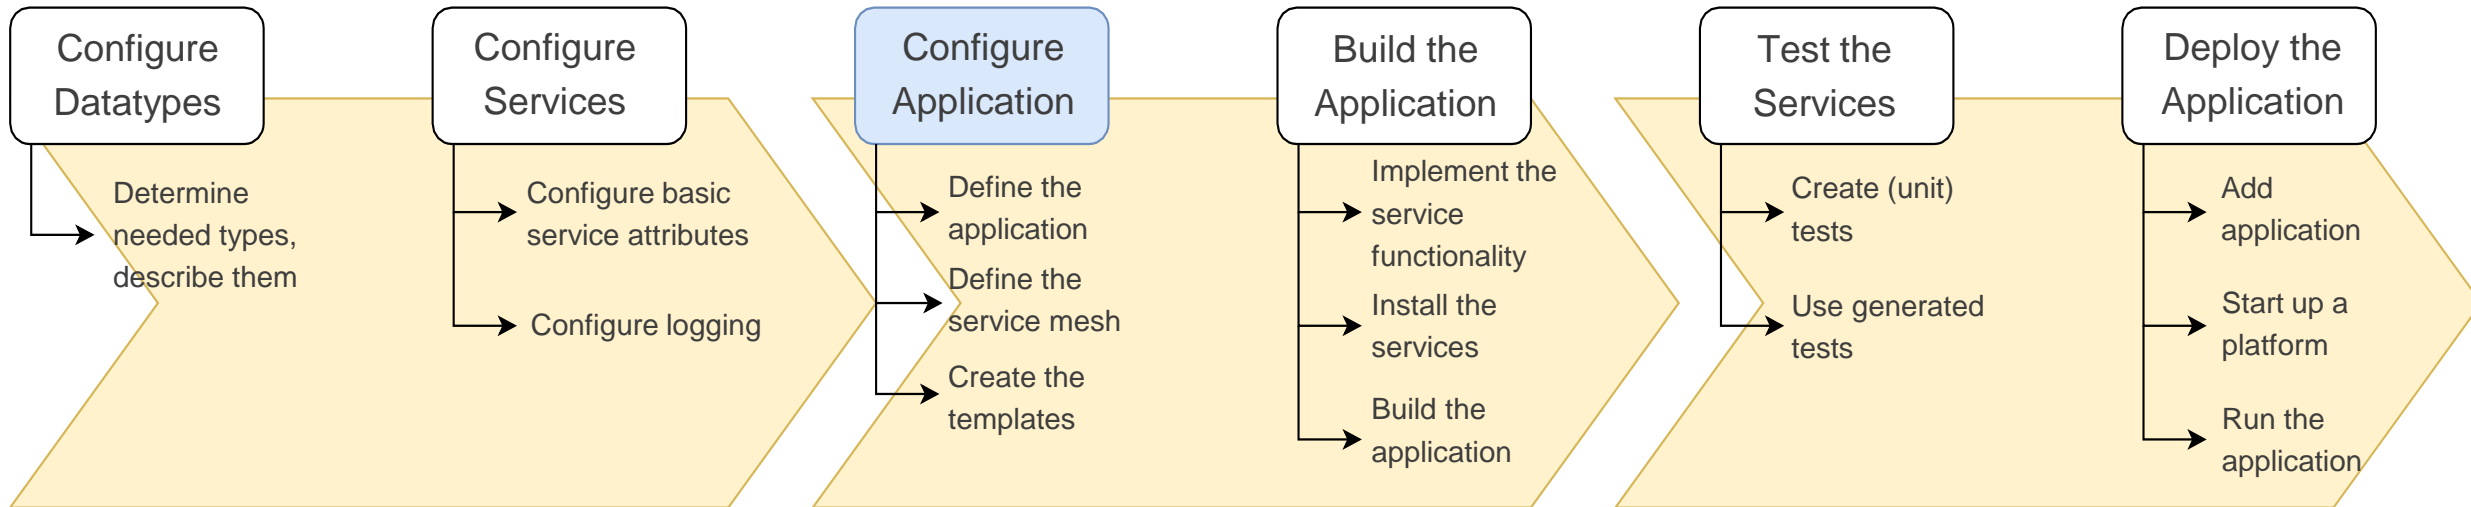 Configure
Datatypes
Determine
needed types,
describe them
Configure
Services
Configure basic
service attributes
Configure logging
Configure
Application
Define the
application
Define the
service mesh
Create the
templates
Build the
Application
Implement the
service
functionality
Install the
services
Build the
application
Test the
Services
Create (unit)
tests
Use generated
tests
Deploy the
Application
Add
application
Start up a
platform
Run the
application